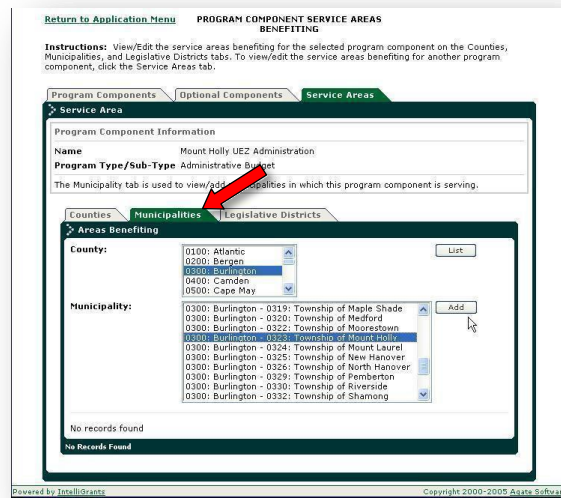 Return to Application Menu PROGRAM COMPONENT SERVICE AREAS
BENEFITING
Instructions: View/Edit the service areas benefiting for the selected program component on the Counties,
Municipalities, and Legislative Districts tabs. To view/edit the service areas benefiting for another program
component, click the Service Areas tab.
Program Components Optional Components Service Areas
Service Area
Program Component Information
Name Mount Holly UEZ Administration
Program Type/Sub-Type Administrative Budget
The Municipality tab is used to view/add municipalities in which this program component is serving.
Counties Municipalities Legislative Districts
Areas Benefiting
County: 0100: Atlantic List
0200: Bergen
0300: Burlington
0400: Camden
0500: Cape May
Municipality: 0300: Burlington - 0319: Township of Maple Shade Add
0300: Burlington - 0320: Township of Medford
0300: Burlington - 0322: Township of Moorestown
0300: Burlington - 0323: Township of Mount Holly
0300: Burlington - 0324: Township of Mount Laurel
0300: Burlington - 0325: Township of New Hanover
0300: Burlington - 0326: Township of North Hanover
0300: Burlington - 0329: Township of Pemberton
0300: Burlington - 0330: Township of Riverside
0300: Burlington - 0332: Township of Shamong
No records found
No Records Found
Powered by IntelliGrants Copyright 2000-2005 Agate Softwar